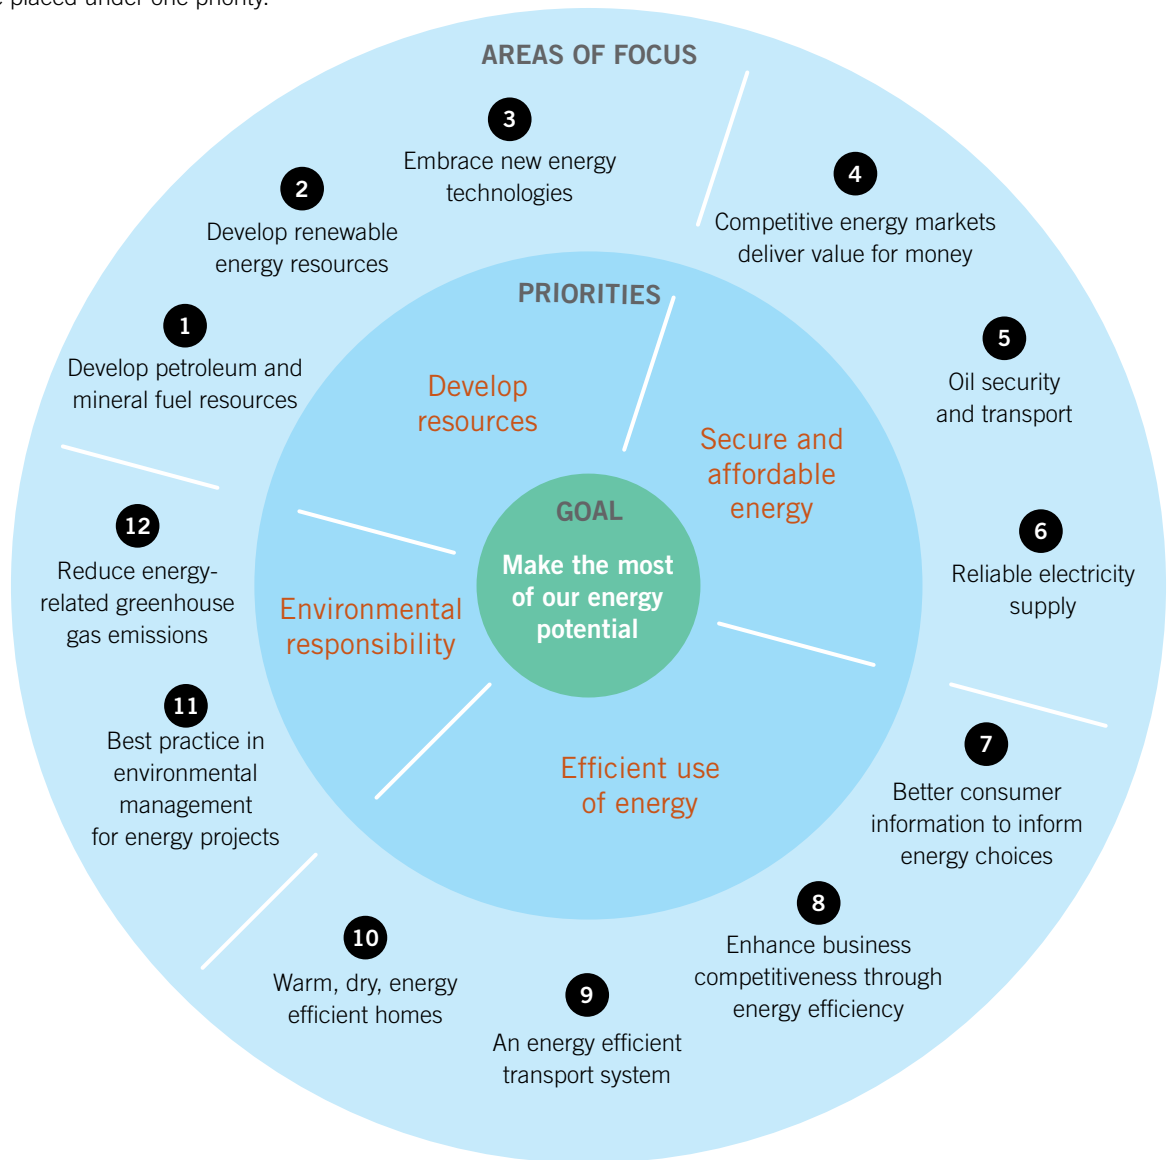 placed under one priority.
AREAS OF FOCUS
3
Embrace new energy
technologies
2
Develop renewable
energy resources
1
Develop petroleum and
mineral fuel resources
4
Competitive energy markets
deliver value for money
5
Oil security
and transport
6
Reliable electricity
supply
7
Better consumer
information to inform
energy choices
8
Enhance business
competitiveness through
energy efficiency
9
An energy efficient
transport system
10
Warm, dry, energy
efficient homes
11
Best practice in
environmental
management
for energy projects
12
Reduce energy-
related greenhouse
gas emissions
PRIORITIES
Develop
resources
Secure and
affordable
energy
Efficient use
of energy
Environmental
responsibility
GOAL
Make the most
of our energy
potential